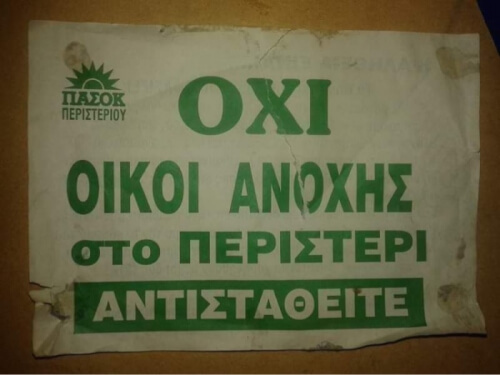 ΠΑΣΟΚ
ΠΕΡΙΣΤΕΡΙΟΥ
ΟΧΙ
ΟΙΚΟΙ ΑΝΟΧΗΣ
στο ΠΕΡΙΣΤΕΡΙ
ΑΝΤΙΣΤΑΘΕΙΤΕ